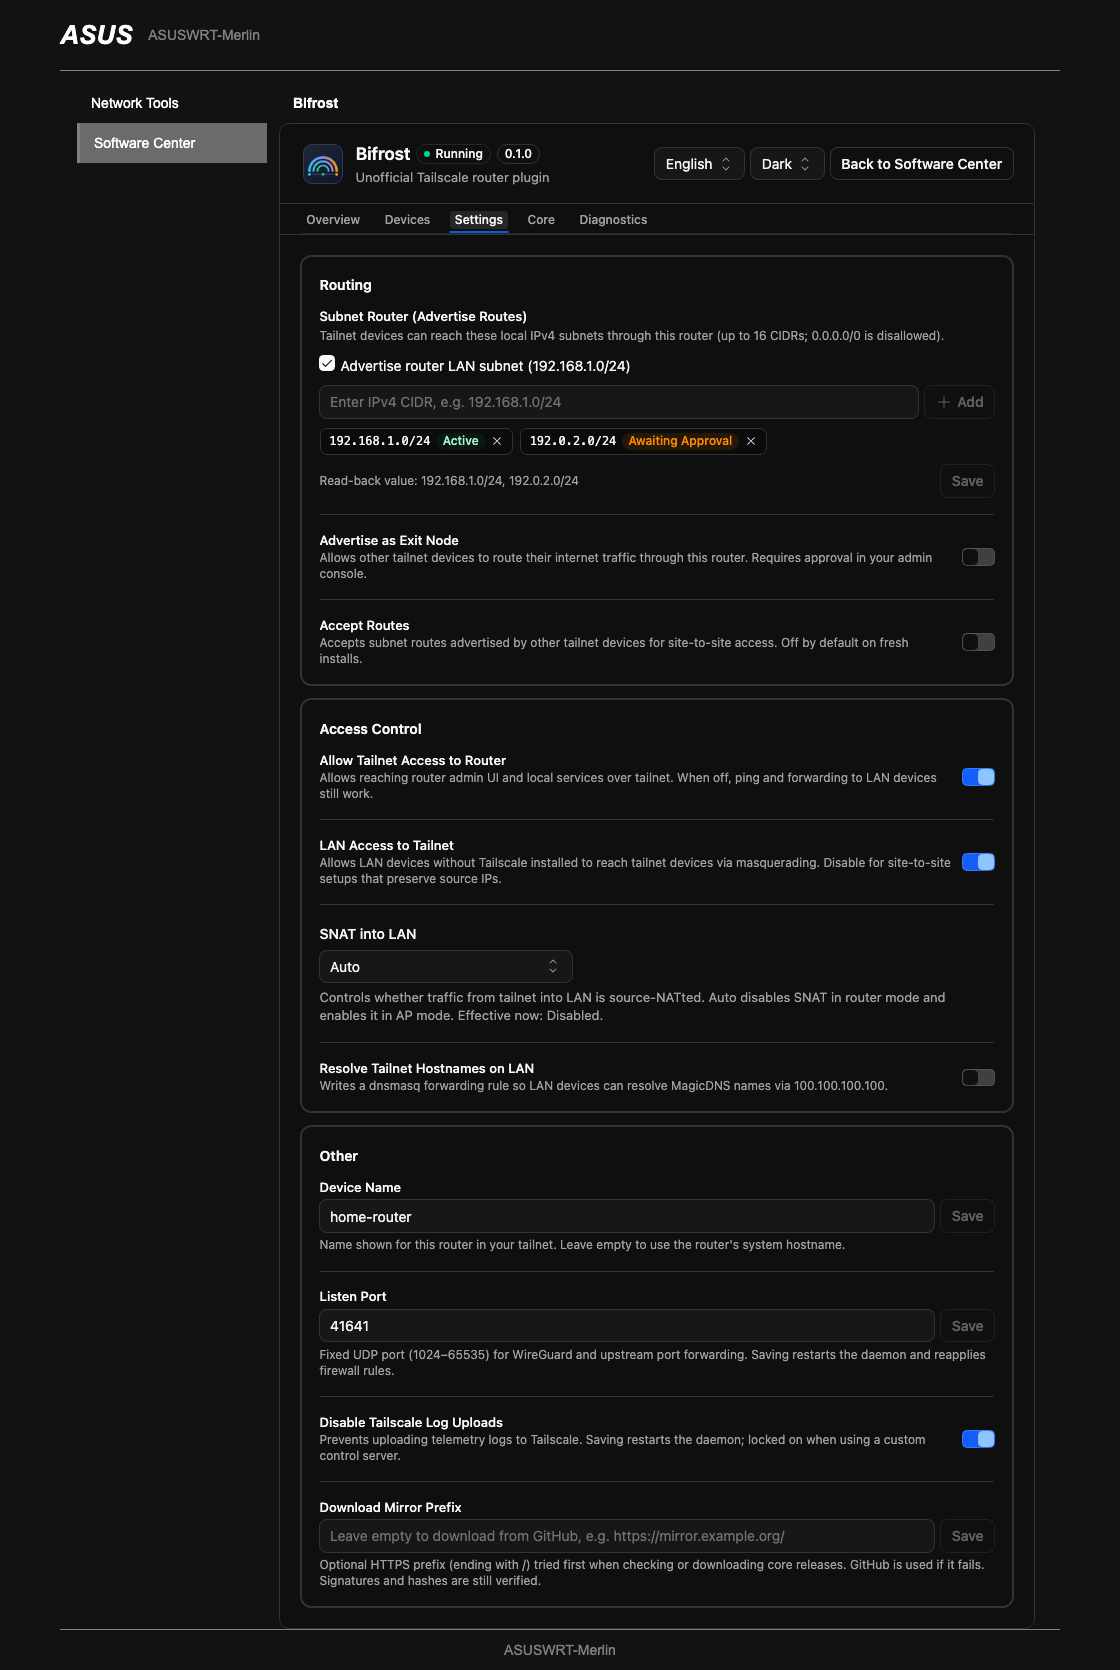 ASUS ASUSWRT-Merlin
Network Tools
Software Center
Bifrost
Bifrost Running 0.1.0
Unofficial Tailscale router plugin
English Dark Back to Software Center
Overview Devices Settings Core Diagnostics
Routing
Subnet Router (Advertise Routes)
Tailnet devices can reach these local IPv4 subnets through this router (up to 16 CIDRs; 0.0.0.0/0 is disallowed).
Advertise router LAN subnet (192.168.1.0/24)
Enter IPv4 CIDR, e.g. 192.168.1.0/24 Add
192.168.1.0/24 Active 192.0.2.0/24 Awaiting Approval
Read-back value: 192.168.1.0/24, 192.0.2.0/24 Save
Advertise as Exit Node
Allows other tailnet devices to route their internet traffic through this router. Requires approval in your admin
console.
Accept Routes
Accepts subnet routes advertised by other tailnet devices for site-to-site access. Off by default on fresh
installs.
Access Control
Allow Tailnet Access to Router
Allows reaching router admin UI and local services over tailnet. When off, ping and forwarding to LAN devices
still work.
LAN Access to Tailnet
Allows LAN devices without Tailscale installed to reach tailnet devices via masquerading. Disable for site-to-site
setups that preserve source IPs.
SNAT into LAN
Auto
Controls whether traffic from tailnet into LAN is source-NATted. Auto disables SNAT in router mode and
enables it in AP mode. Effective now: Disabled.
Resolve Tailnet Hostnames on LAN
Writes a dnsmasq forwarding rule so LAN devices can resolve MagicDNS names via 100.100.100.100.
Other
Device Name
home-router Save
Name shown for this router in your tailnet. Leave empty to use the router's system hostname.
Listen Port
41641 Save
Fixed UDP port (1024–65535) for WireGuard and upstream port forwarding. Saving restarts the daemon and reapplies
firewall rules.
Disable Tailscale Log Uploads
Prevents uploading telemetry logs to Tailscale. Saving restarts the daemon; locked on when using a custom
control server.
Download Mirror Prefix
Leave empty to download from GitHub, e.g. https://mirror.example.org/ Save
Optional HTTPS prefix (ending with /) tried first when checking or downloading core releases. GitHub is used if it fails.
Signatures and hashes are still verified.
ASUSWRT-Merlin